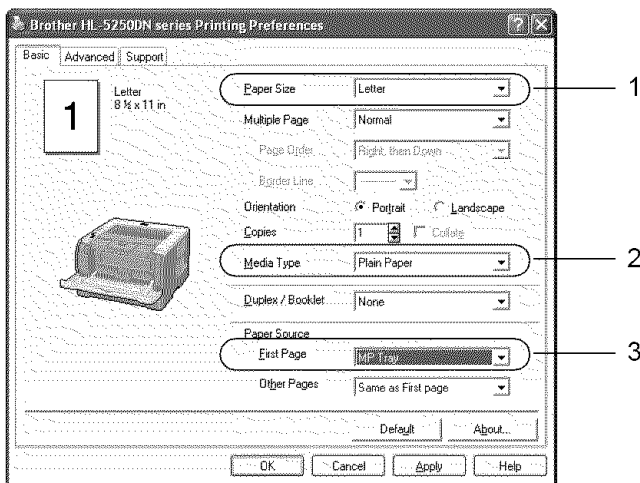 Brother HL-5250DN series Printing Preferences
Basic Advanced Support
1
Letter
8 ½ x 11 in
Paper Size Letter 1
Multiple Page Normal
Page Order Right, then Down
Border Line
Orientation Portrait Landscape
Copies 1 Collate
Media Type Plain Paper 2
Duplex / Booklet None
Paper Source
First Page MP Tray 3
Other Pages Same as First page
Default About...
OK Cancel Apply Help